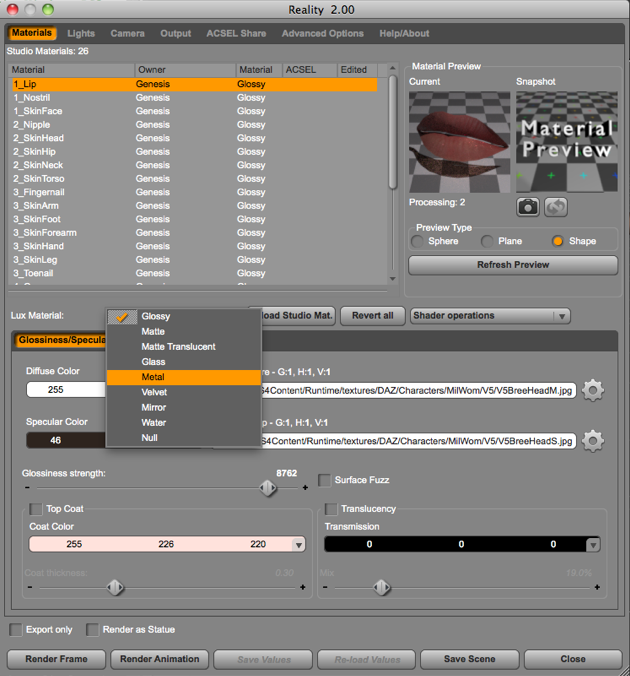 Reality 2.00
Materials Lights Camera Output ACSEL Share Advanced Options Help/About
Studio Materials: 26
Material Owner Material ACSEL Edited
1_Lip Genesis Glossy
1_Nostril Genesis Glossy
1_SkinFace Genesis Glossy
2_Nipple Genesis Glossy
2_SkinHead Genesis Glossy
2_SkinHip Genesis Glossy
2_SkinNeck Genesis Glossy
2_SkinTorso Genesis Glossy
3_Fingernail Genesis Glossy
3_SkinArm Genesis Glossy
3_SkinFoot Genesis Glossy
3_SkinForearm Genesis Glossy
3_SkinHand Genesis Glossy
3_SkinLeg Genesis Glossy
3_Toenail Genesis Glossy
Material Preview
Current Snapshot
Material
Preview
Processing: 2
Preview Type
Sphere Plane Shape
Refresh Preview
Lux Material:
Glossy
Matte
Matte Translucent
Glass
Metal
Velvet
Mirror
Water
Null
load Studio Mat. Revert all Shader operations
Glossiness/Specula
Diffuse Color re - G:1, H:1, V:1
255 S4Content/Runtime/textures/DAZ/Characters/MilWom/V5/V5BreeHeadM.jpg
Specular Color p - G:1, H:1, V:1
46 S4Content/Runtime/textures/DAZ/Characters/MilWom/V5/V5BreeHeadS.jpg
Glossiness strength: 8762
- +
Surface Fuzz
Top Coat
Coat Color
255 226 220
Coat thickness: 0.30
- +
Translucency
Transmission
0 0 0
Mix 19.0%
- +
Export only Render as Statue
Render Frame Render Animation Save Values Re-load Values Save Scene Close